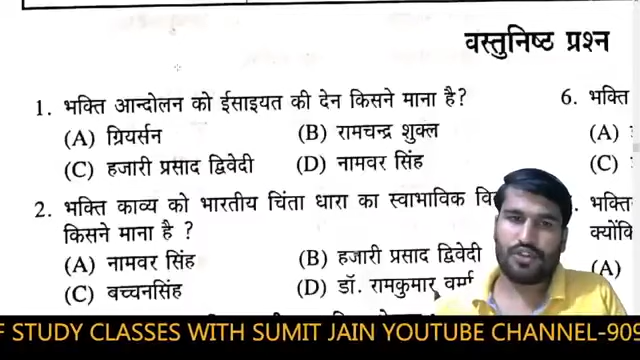 वस्तुनिष्ठ प्रश्न
1. भक्ति आन्दोलन को ईसाइयत की देन किसने माना है?
(A) ग्रियर्सन (B) रामचन्द्र शुक्ल
(C) हजारी प्रसाद द्विवेदी (D) नामवर सिंह
2. भक्ति काव्य को भारतीय चिंता धारा का स्वाभाविक
किसने माना है ?
(A) नामवर सिंह (B) हजारी प्रसाद द्विवेदी
(C) बच्चनसिंह (D) डॉ. रामकुमार वर्मा
6. भक्ति
(A)
(C)
भक्ति
क्योंकि
(A)
STUDY CLASSES WITH SUMIT JAIN YOUTUBE CHANNEL-909